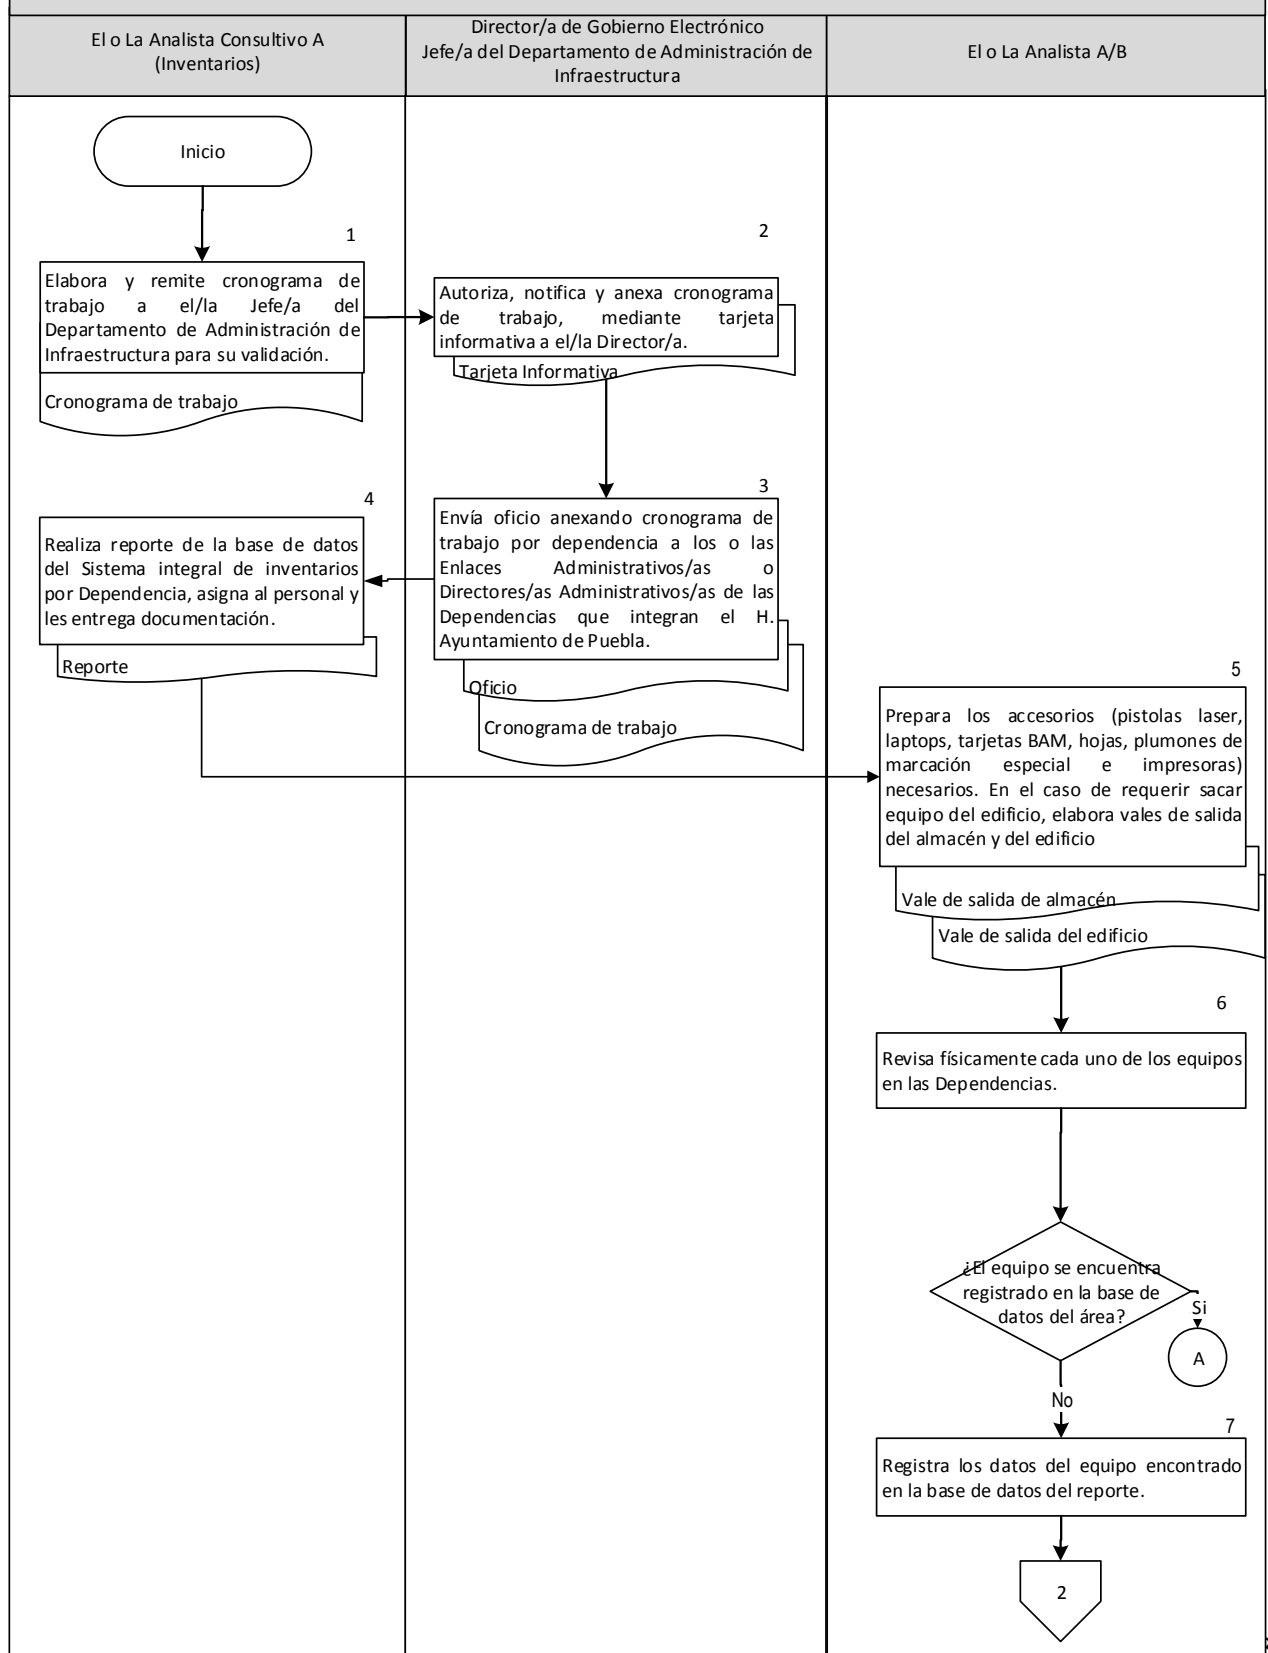 El o La Analista Consultivo A
(Inventarios)
Director/a de Gobierno Electrónico
Jefe/a del Departamento de Administración de
Infraestructura
El o La Analista A/B
Inicio
1
Elabora y remite cronograma de
trabajo a el/la Jefe/a del
Departamento de Administración de
Infraestructura para su validación.
Cronograma de trabajo
2
Autoriza, notifica y anexa cronograma
de trabajo, mediante tarjeta
informativa a el/la Director/a.
Tarjeta Informativa
3
Envía oficio anexando cronograma de
trabajo por dependencia a los o las
Enlaces Administrativos/as o
Directores/as Administrativos/as de las
Dependencias que integran el H.
Ayuntamiento de Puebla.
Oficio
Cronograma de trabajo
4
Realiza reporte de la base de datos
del Sistema integral de inventarios
por Dependencia, asigna al personal y
les entrega documentación.
Reporte
5
Prepara los accesorios (pistolas laser,
laptops, tarjetas BAM, hojas, plumones de
marcación especial e impresoras)
necesarios. En el caso de requerir sacar
equipo del edificio, elabora vales de salida
del almacén y del edificio
Vale de salida de almacén
Vale de salida del edificio
6
Revisa físicamente cada uno de los equipos
en las Dependencias.
¿El equipo se encuentra
registrado en la base de
datos del área?
Si
A
No
7
Registra los datos del equipo encontrado
en la base de datos del reporte.
2